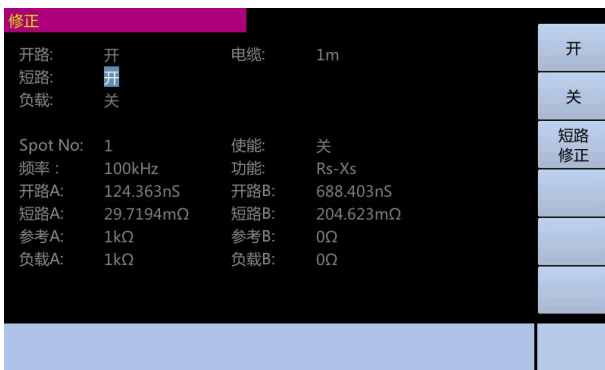 修正
开路: 开 电缆: 1m
短路: 开
负载: 关
Spot No: 1 使能: 关
频率 : 100kHz 功能: Rs-Xs
开路A: 124.363nS 开路B: 688.403nS
短路A: 29.7194mΩ 短路B: 204.623mΩ
参考A: 1kΩ 参考B: 0Ω
负载A: 1kΩ 负载B: 0Ω
开
关
短路
修正